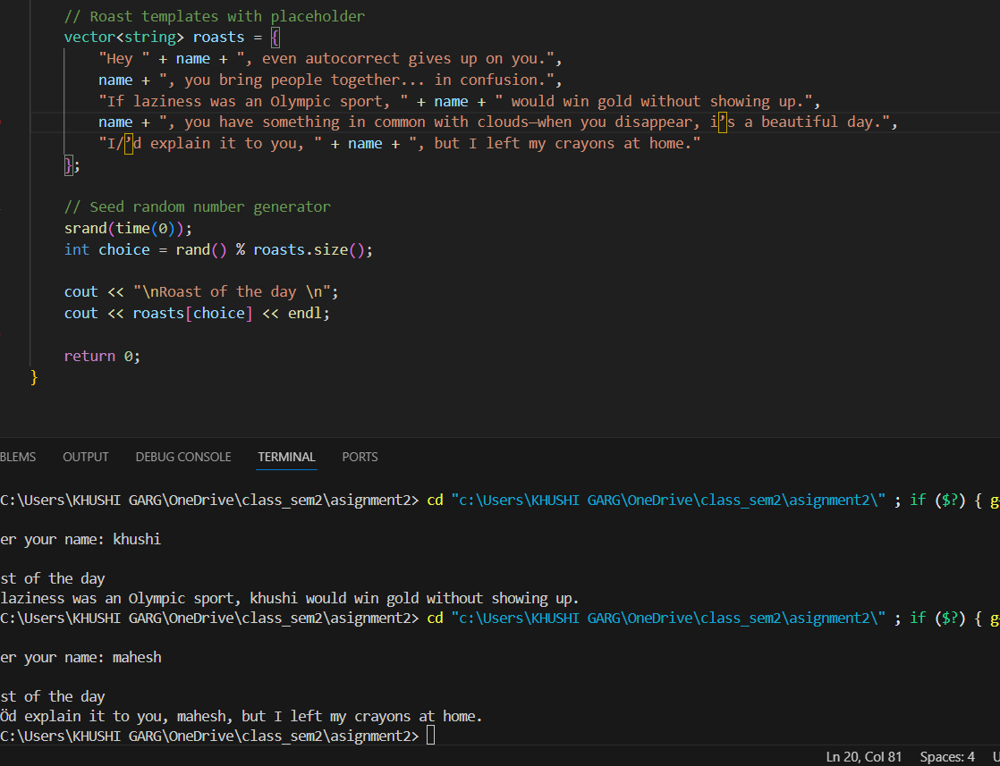 // Roast templates with placeholder
vector<string> roasts = {
"Hey " + name + ", even autocorrect gives up on you.",
name + ", you bring people together... in confusion.",
"If laziness was an Olympic sport, " + name + " would win gold without showing up.",
name + ", you have something in common with clouds—when you disappear, i’s a beautiful day.",
"I/’d explain it to you, " + name + ", but I left my crayons at home."
};
// Seed random number generator
srand(time(0));
int choice = rand() % roasts.size();
cout << "\nRoast of the day \n";
cout << roasts[choice] << endl;
return 0;
}
BLEMS OUTPUT DEBUG CONSOLE TERMINAL PORTS
C:\Users\KHUSHI GARG\OneDrive\class_sem2\asignment2> cd "c:\Users\KHUSHI GARG\OneDrive\class_sem2\asignment2\" ; if ($?) { g
er your name: khushi
st of the day
laziness was an Olympic sport, khushi would win gold without showing up.
C:\Users\KHUSHI GARG\OneDrive\class_sem2\asignment2> cd "c:\Users\KHUSHI GARG\OneDrive\class_sem2\asignment2\" ; if ($?) { g
er your name: mahesh
st of the day
Öd explain it to you, mahesh, but I left my crayons at home.
C:\Users\KHUSHI GARG\OneDrive\class_sem2\asignment2>
Ln 20, Col 81 Spaces: 4